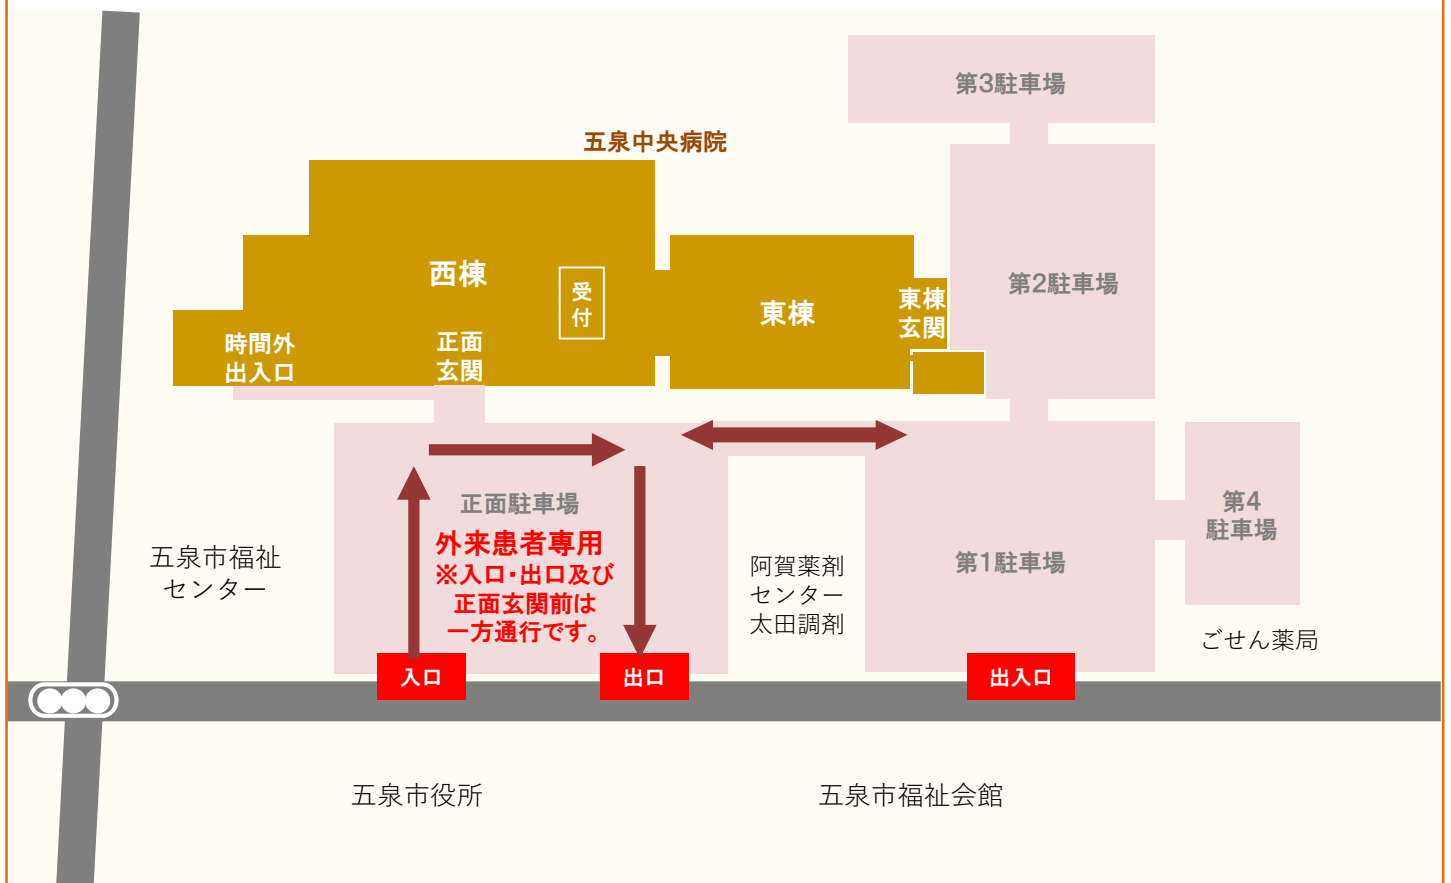 第3駐車場
五泉中央病院
西棟
受
付
東棟
東棟
玄関
第2駐車場
時間外
出入口
正面
玄関
正面駐車場
外来患者専用
※入口・出口及び
正面玄関前は
一方通行です。
第1駐車場
第4
駐車場
五泉市福祉
センター
阿賀薬剤
センター
太田調剤
ごせん薬局
入口
出口
出入口
五泉市役所
五泉市福祉会館